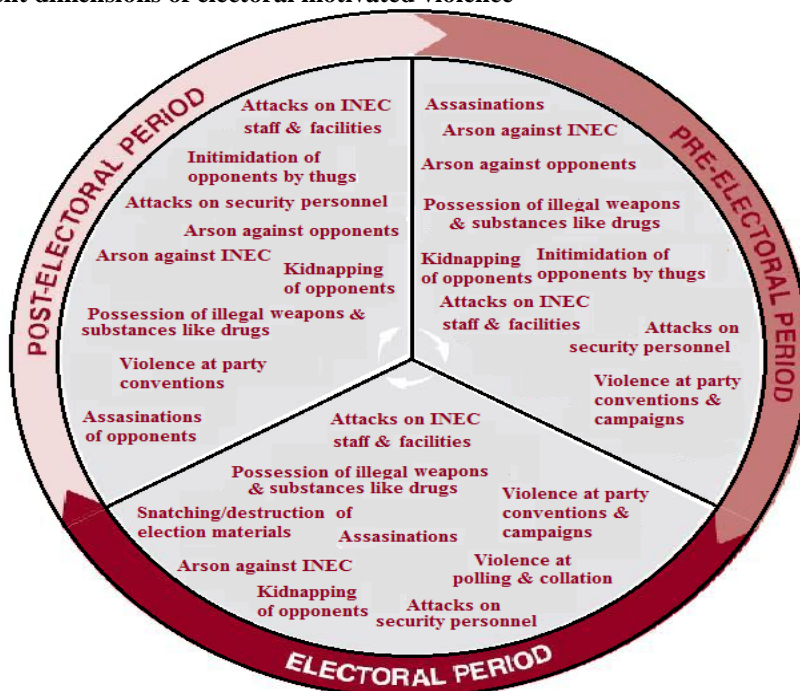 ent dimensions of electoral motivated violence
POST-ELECTORAL PERIOD
Attacks on INEC
staff & facilities
Initimidation of
opponents by thugs
Attacks on security personnel
Arson against opponents
Arson against INEC
Kidnapping
of opponents
Possession of illegal weapons &
substances like drugs
Violence at party
conventions
Assasinations
of opponents
PRE-ELECTORAL PERIOD
Assasinations
Arson against INEC
Arson against opponents
Possession of illegal weapons
& substances like drugs
Kidnapping
of opponents
Initimidation of
opponents by thugs
Attacks on INEC
staff & facilities
Attacks on
security personnel
Violence at party
conventions &
campaigns
Attacks on INEC
staff & facilities
Possession of illegal weapons
& substances like drugs
Violence at party
conventions &
campaigns
Snatching/destruction of
election materials
Assasinations
Violence at
polling & collation
Arson against INEC
Kidnapping
of opponents
Attacks on
security personnel
ELECTORAL PERIOD